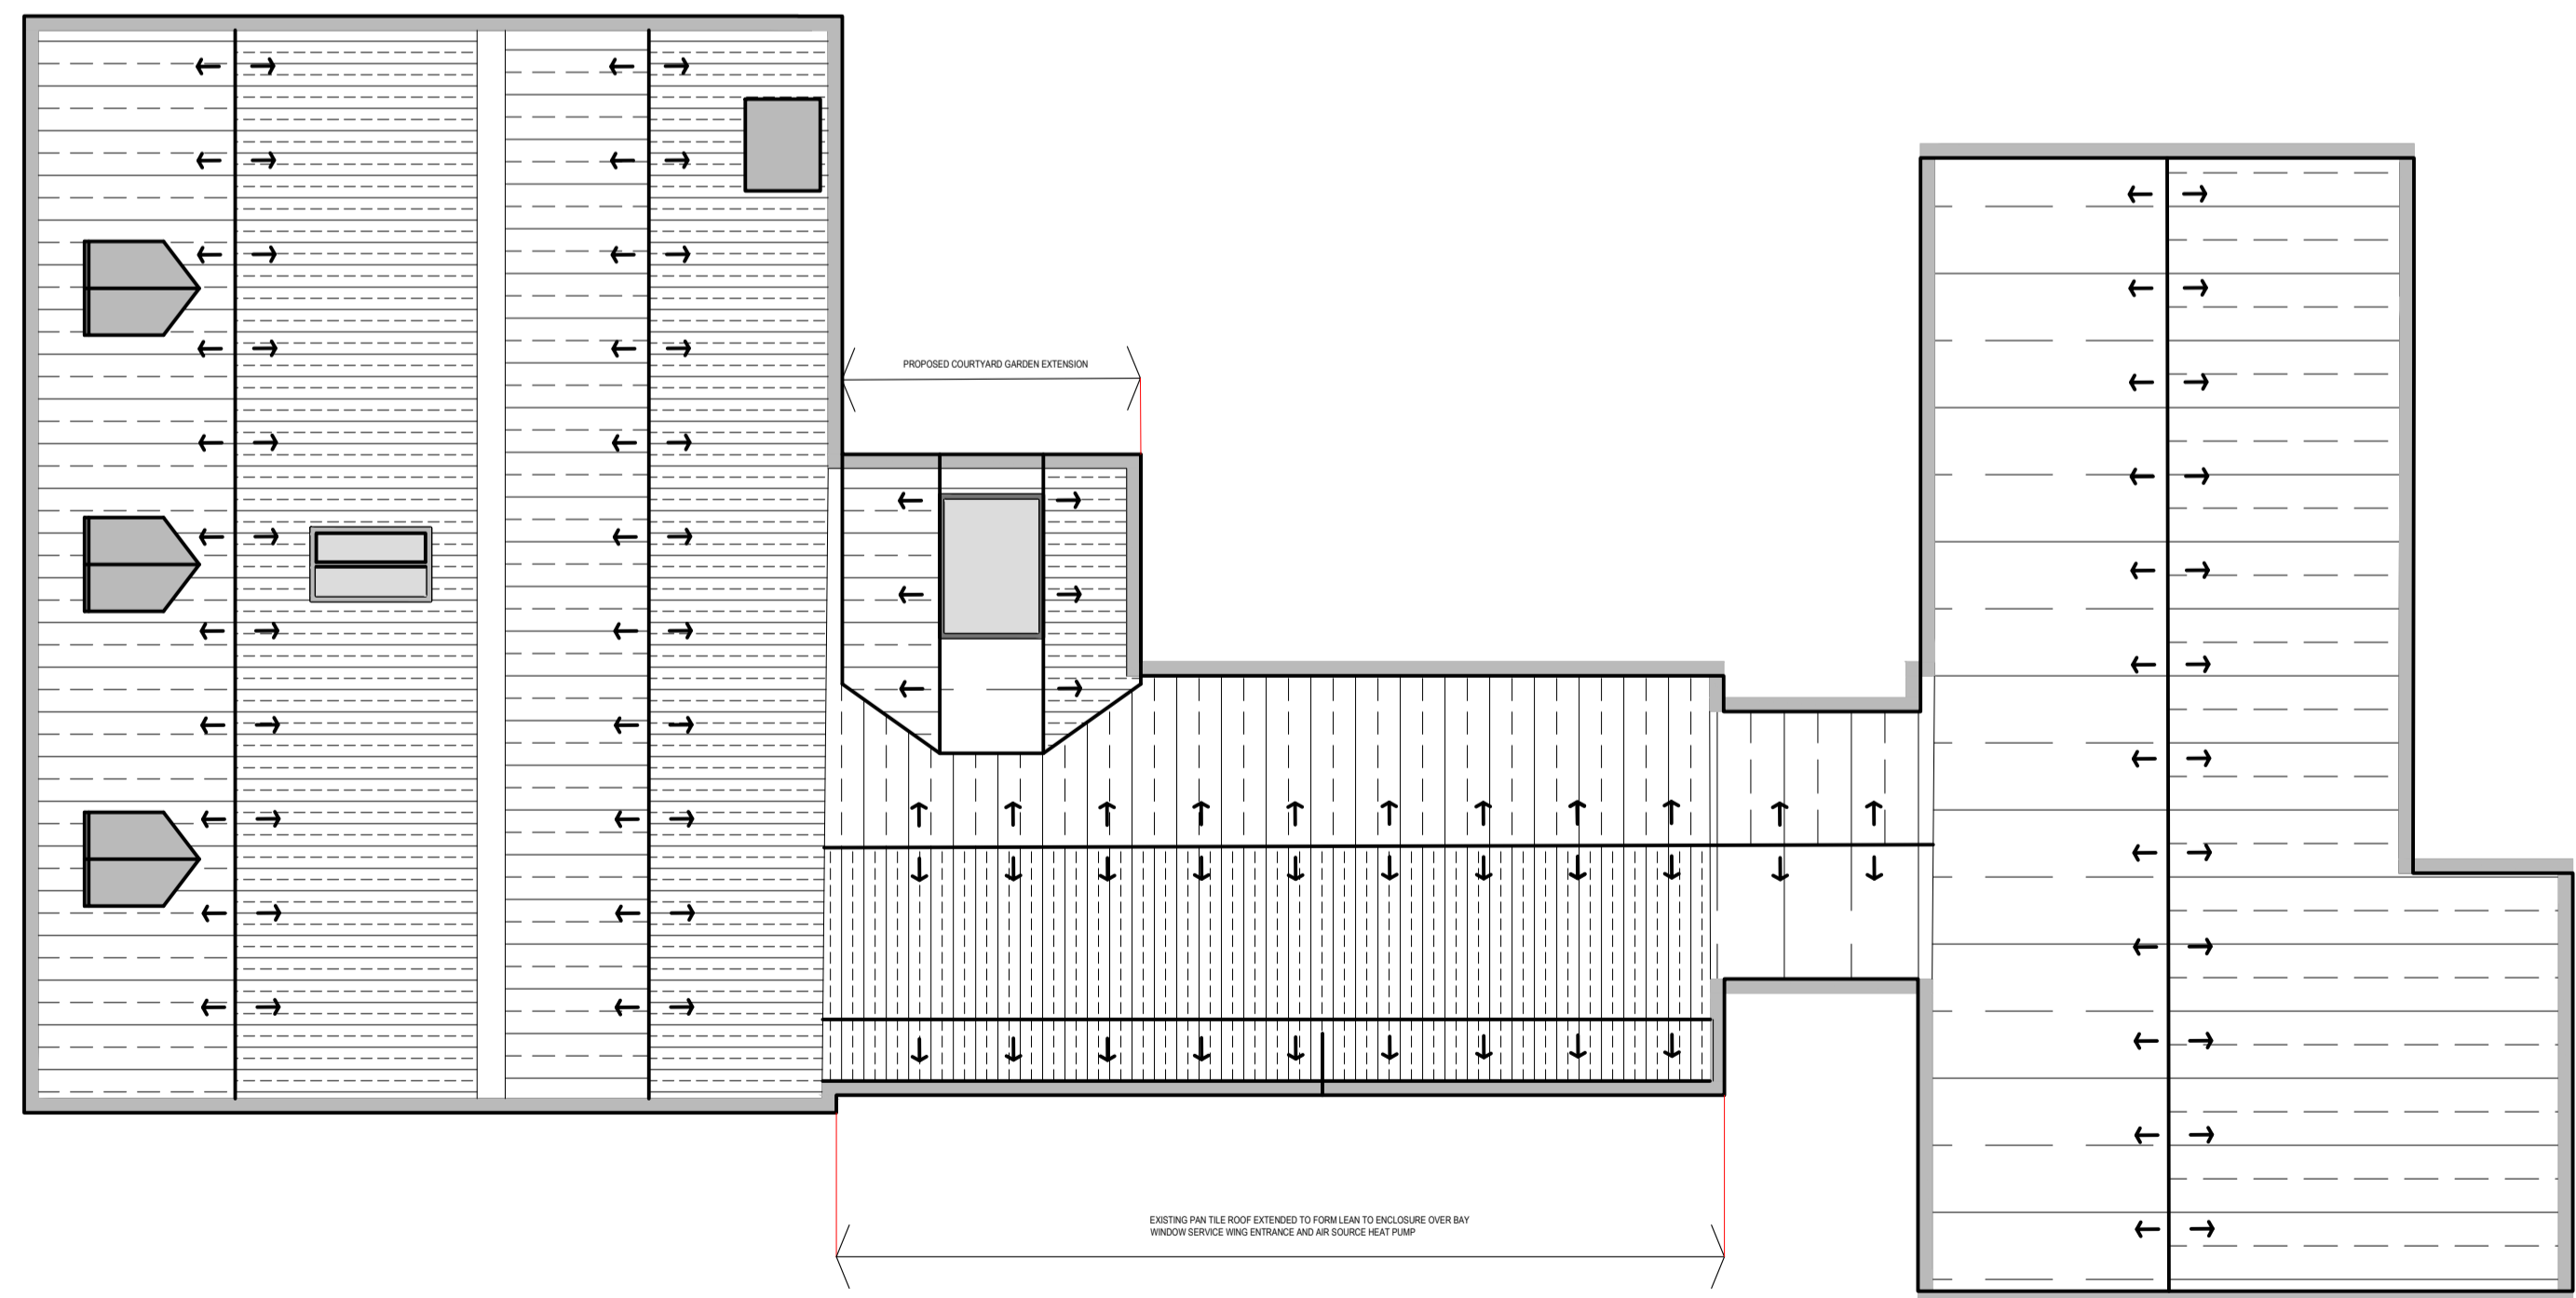 PROPOSED COURTYARD GARDEN EXTENSION
EXISTING PAN TILE ROOF EXTENDED TO FORM LEAN TO ENCLOSURE OVER BAY
WINDOW SERVICE WING ENTRANCE AND AIR SOURCE HEAT PUMP